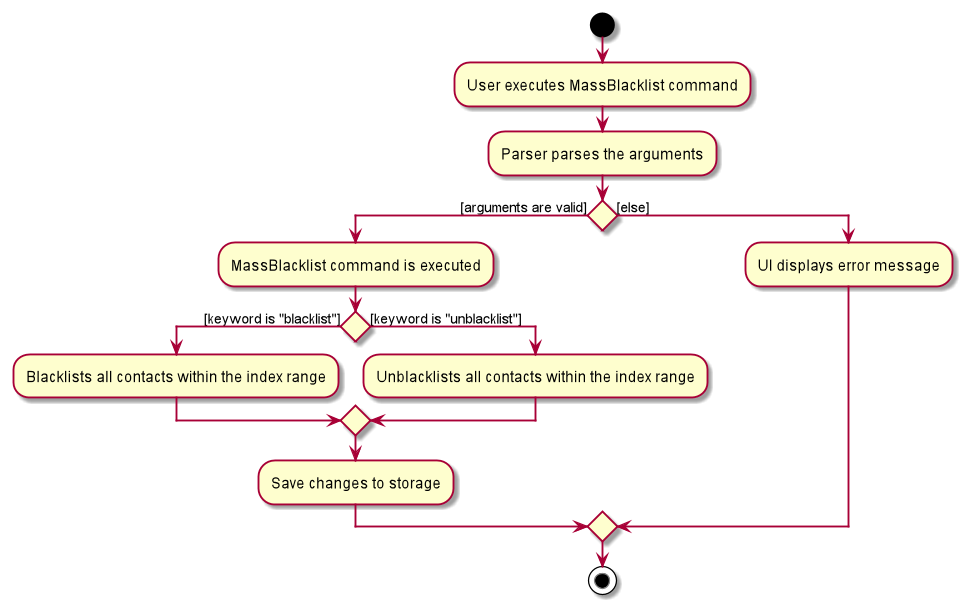 User executes MassBlacklist command
Parser parses the arguments
[arguments are valid]
[else]
MassBlacklist command is executed
UI displays error message
[keyword is "blacklist"]
[keyword is "unblacklist"]
Blacklists all contacts within the index range
Unblacklists all contacts within the index range
Save changes to storage